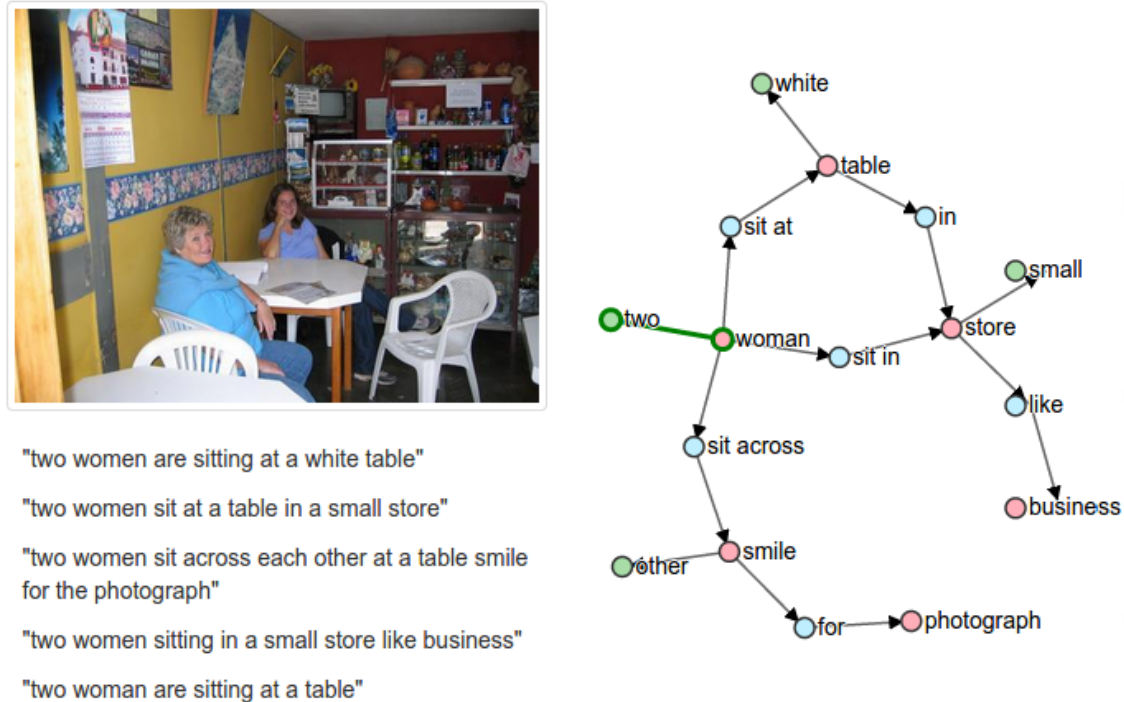 white
table
in
sit at
small
two
store
woman
sit in
like
sit across
business
smile
other
for
photograph
"two women are sitting at a white table"
"two women sit at a table in a small store"
"two women sit across each other at a table smile
for the photograph"
"two women sitting in a small store like business"
"two woman are sitting at a table"